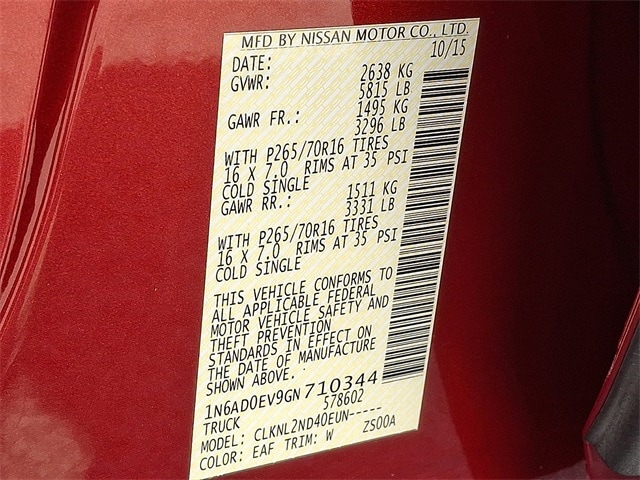 MFD BY NISSAN MOTOR CO., LTD.
DATE: 10/15
GVWR: 2638 KG
5815 LB
GAWR FR.: 1495 KG
3296 LB
WITH P265/70R16 TIRES
16 X 7.0 RIMS AT 35 PSI
COLD SINGLE
GAWR RR.: 1511 KG
3331 LB
WITH P265/70R16 TIRES
16 X 7.0 RIMS AT 35 PSI
COLD SINGLE
THIS VEHICLE CONFORMS TO
ALL APPLICABLE FEDERAL
MOTOR VEHICLE SAFETY AND
THEFT PREVENTION
STANDARDS IN EFFECT ON
THE DATE OF MANUFACTURE
SHOWN ABOVE.
1N6AD0EV9GN710344
TRUCK 578602
MODEL: CLKNL2ND40EUN-----
COLOR: EAF TRIM: W ZS00A